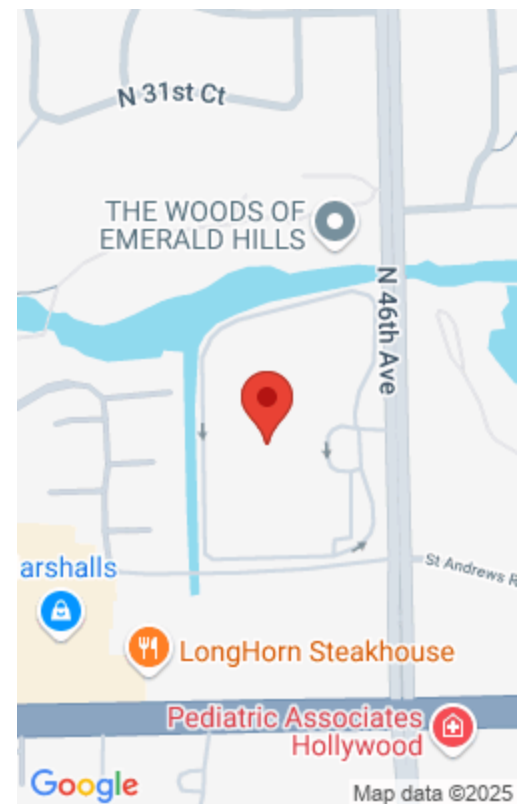 N 31st Ct
THE WOODS OF
EMERALD HILLS
N 46th Ave
arshalls
St Andrews R
LongHorn Steakhouse
Pediatric Associates
Hollywood
Google
Map data ©2025